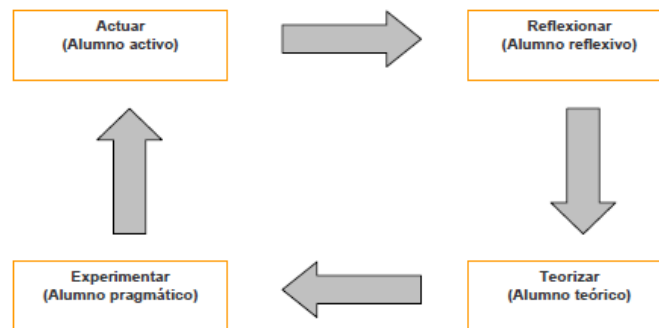 Actuar
(Alumno activo)
Reflexionar
(Alumno reflexivo)
Experimentar
(Alumno pragmático)
Teorizar
(Alumno teórico)